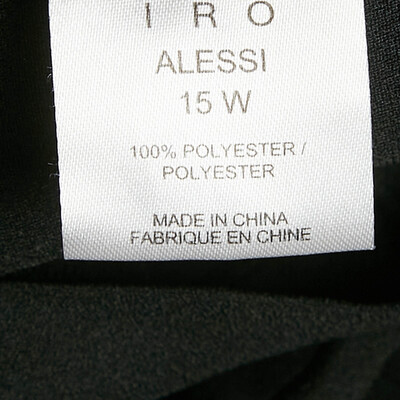 I R O
ALESSI
15 W
100% POLYESTER /
POLYESTER
MADE IN CHINA
FABRIQUE EN CHINE